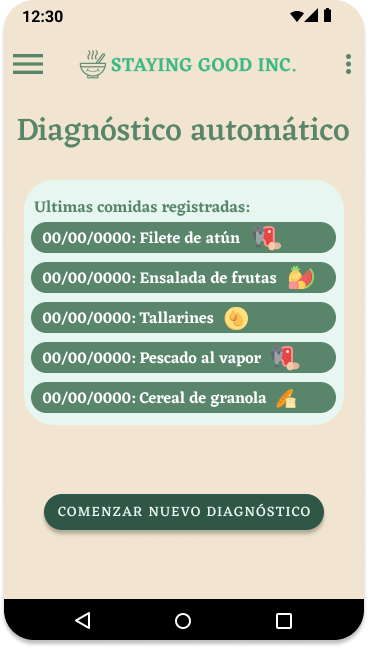 12:30
STAYING GOOD INC.
Diagnóstico automático
Ultimas comidas registradas:
00/00/0000: Filete de atún
00/00/0000: Ensalada de frutas
00/00/0000: Tallarines
00/00/0000: Pescado al vapor
00/00/0000: Cereal de granola
COMENZAR NUEVO DIAGNÓSTICO